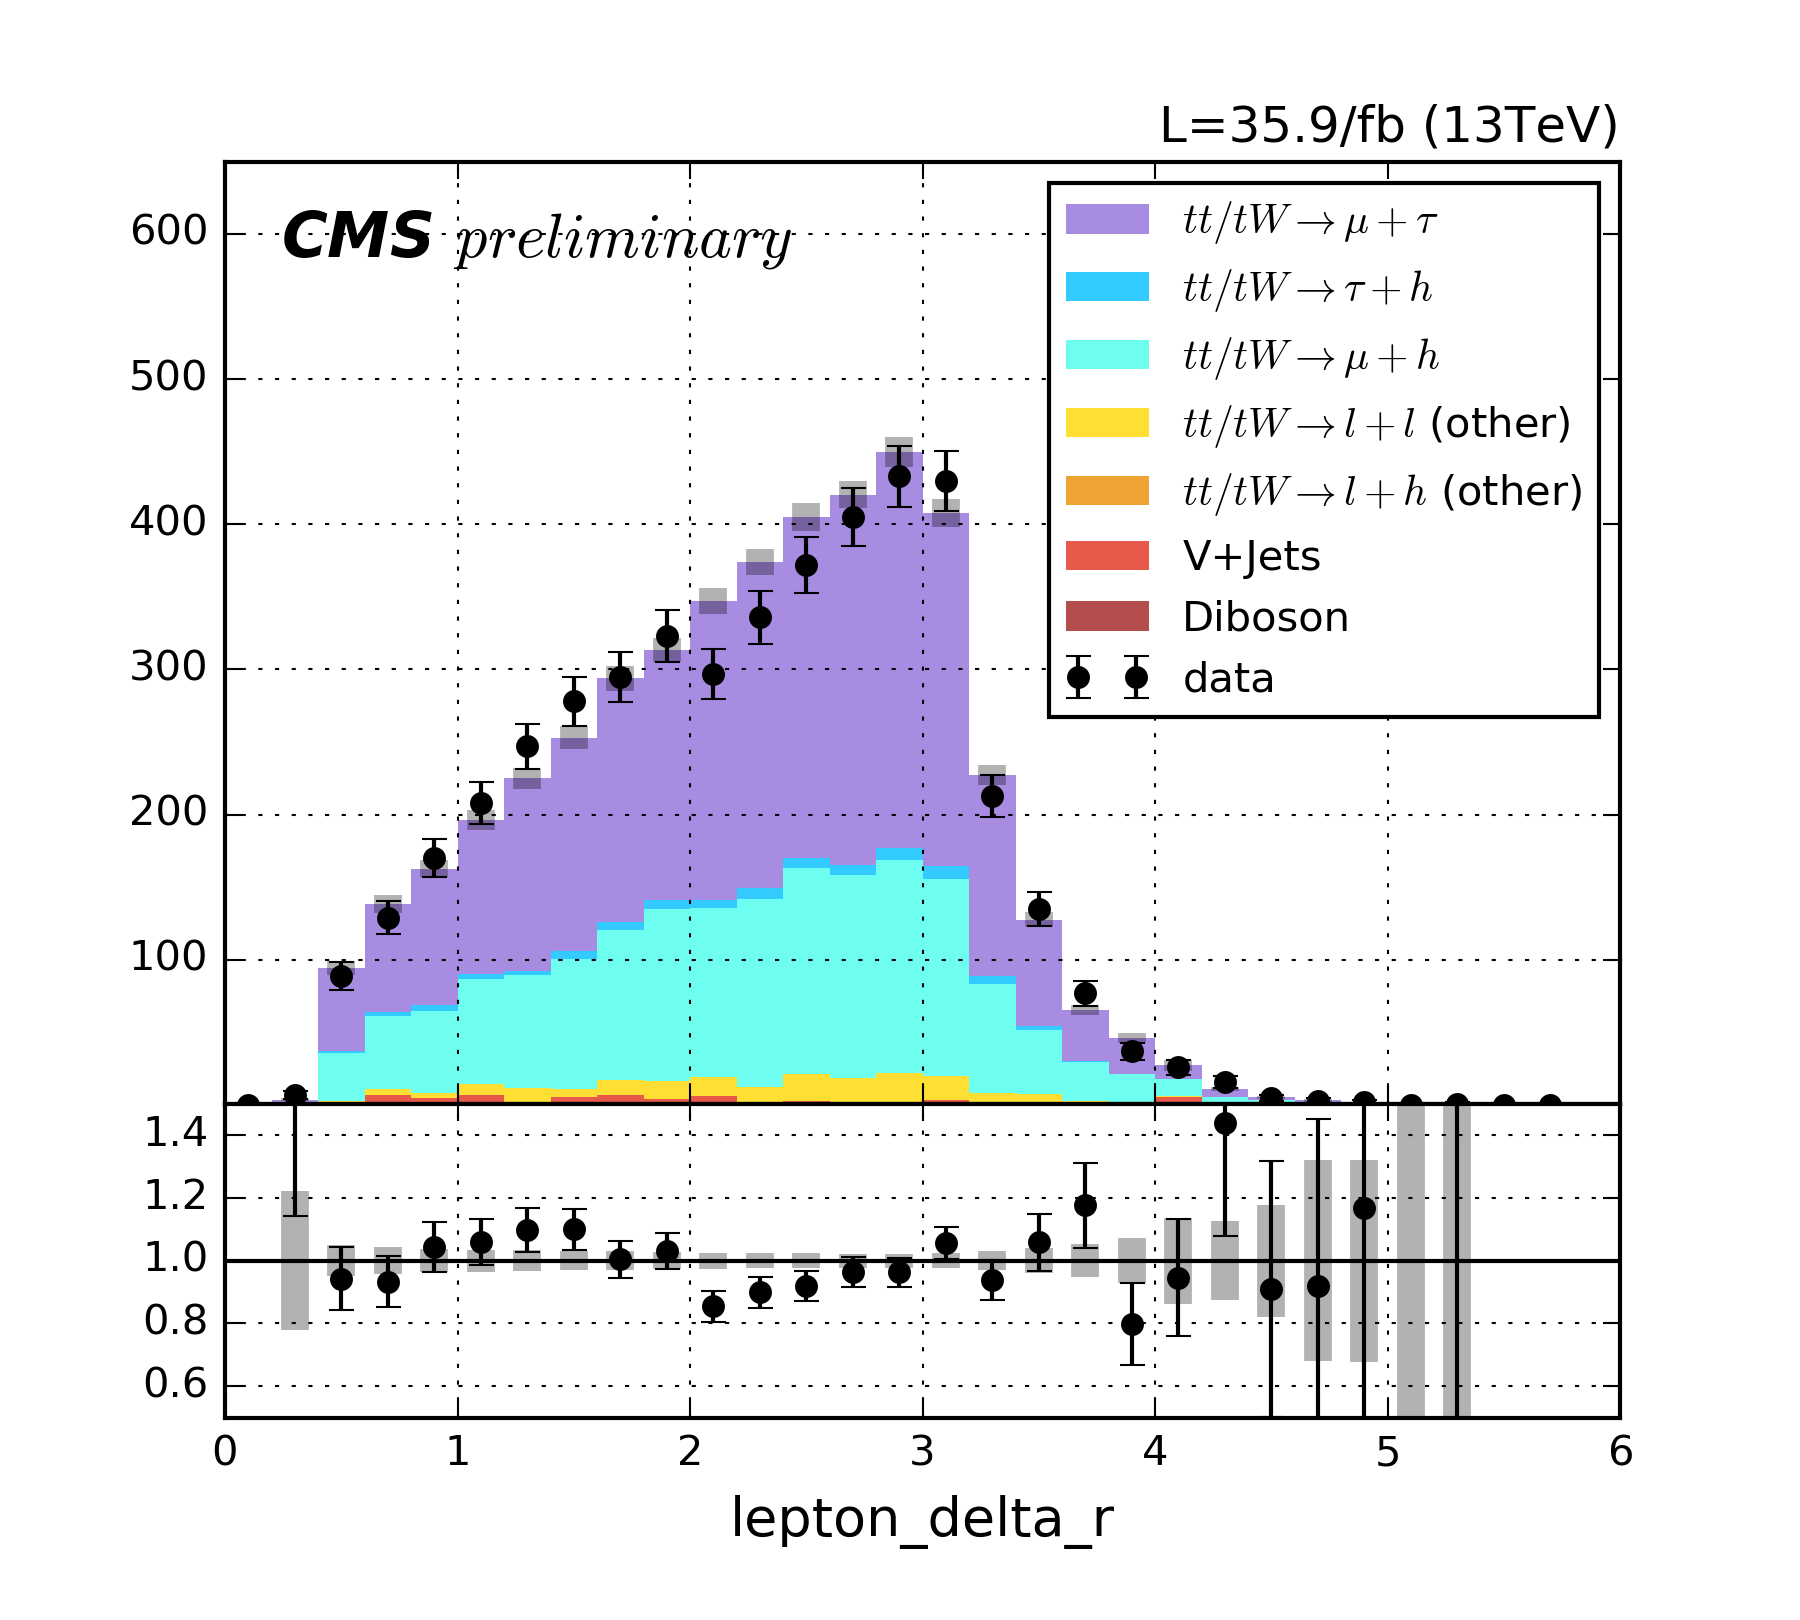 L=35.9/fb (13TeV)
CMS preliminary
600
500
400
300
200
100
tt/tW→μ+τ
tt/tW→τ+h
tt/tW→μ+h
tt/tW→l+l (other)
tt/tW→l+h (other)
V+Jets
Diboson
data
1.4
1.2
1.0
0.8
0.6
0 1 2 3 4 5 6
lepton_delta_r